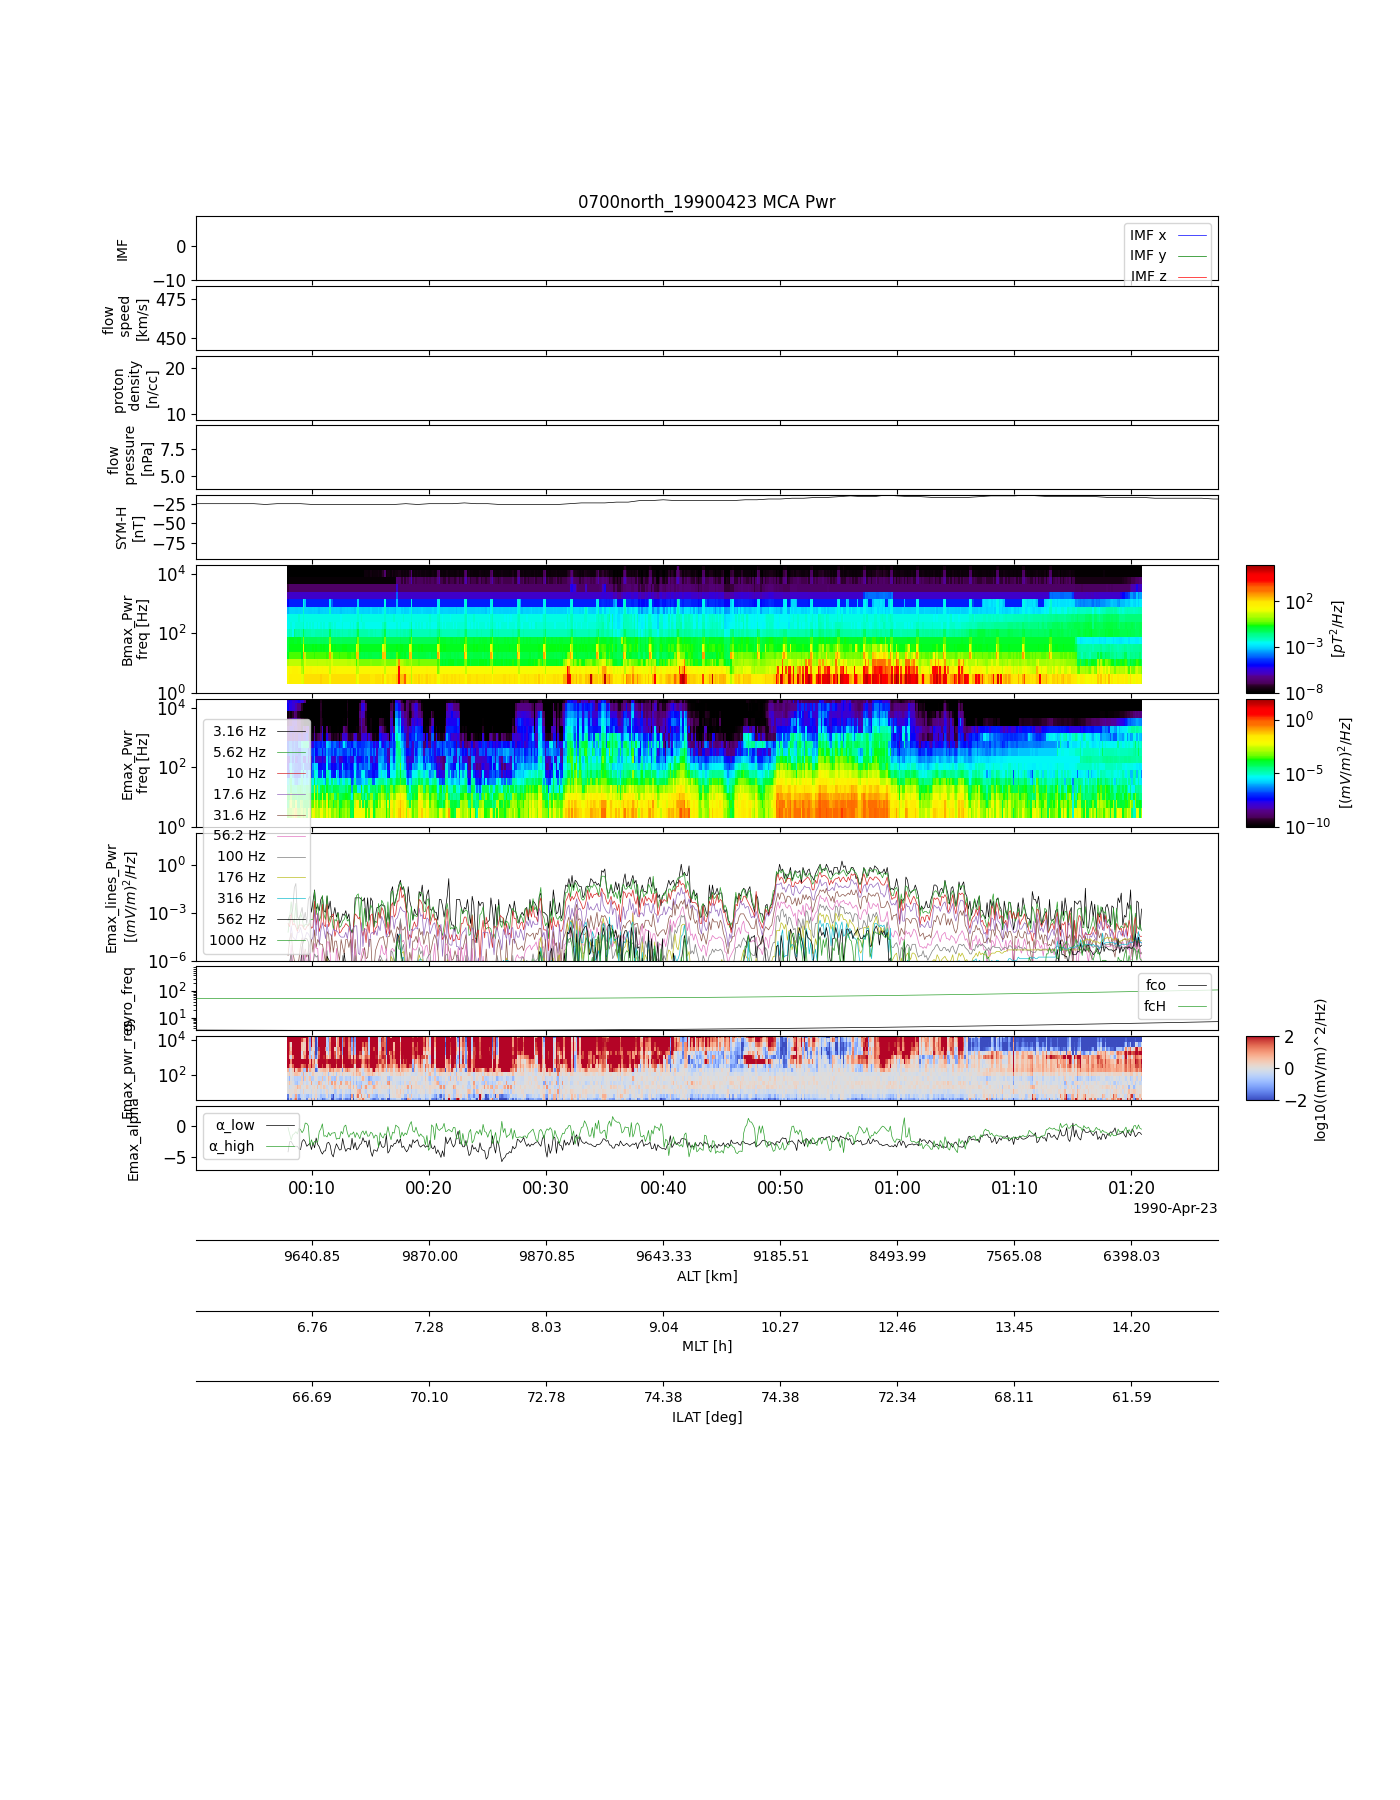 0700north_19900423 MCA Pwr
IMF
0
−10
IMF x
IMF y
IMF z
flow
speed
[km/s]
475
450
proton
density
[n/cc]
20
10
flow
pressure
[nPa]
7.5
5.0
SYM-H
[nT]
−25
−50
−75
Bmax_Pwr
freq [Hz]
10^4
10^2
10^0
10^2
10^−3
10^−8
[pT^2/Hz]
Emax_Pwr
freq [Hz]
10^4
10^2
10^0
10^0
10^−5
10^−10
[(mV/m)^2/Hz]
3.16 Hz
5.62 Hz
10 Hz
17.6 Hz
31.6 Hz
56.2 Hz
100 Hz
176 Hz
316 Hz
562 Hz
1000 Hz
Emax_lines_Pwr
[(mV/m)^2/Hz]
10^0
10^−3
10^−6
gyro_freq
10^2
10^1
fco
fcH
Emax_pwr_reg
10^4
10^2
2
0
−2
log10((mV/m)^2/Hz)
Emax_alpha
0
−5
α_low
α_high
00:10 00:20 00:30 00:40 00:50 01:00 01:10 01:20
1990-Apr-23
9640.85 9870.00 9870.85 9643.33 9185.51 8493.99 7565.08 6398.03
ALT [km]
6.76 7.28 8.03 9.04 10.27 12.46 13.45 14.20
MLT [h]
66.69 70.10 72.78 74.38 74.38 72.34 68.11 61.59
ILAT [deg]